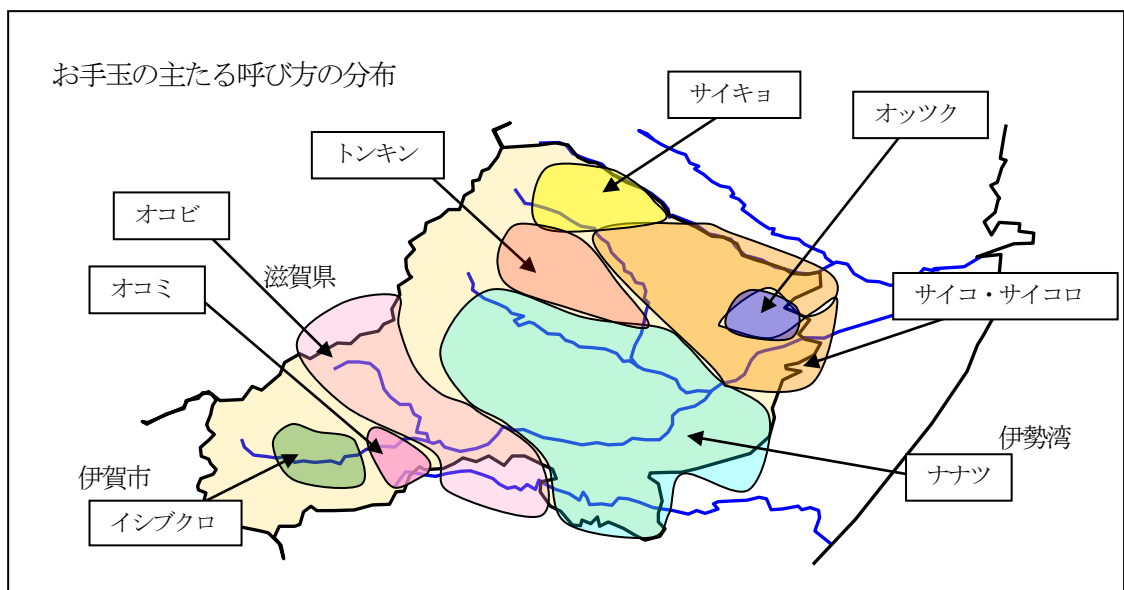 お手玉の主たる呼び方の分布
サイキョ
オッツク
トンキン
オコビ
滋賀県
オコミ
サイコ・サイコロ
伊勢湾
伊賀市
ナナツ
イシブクロ